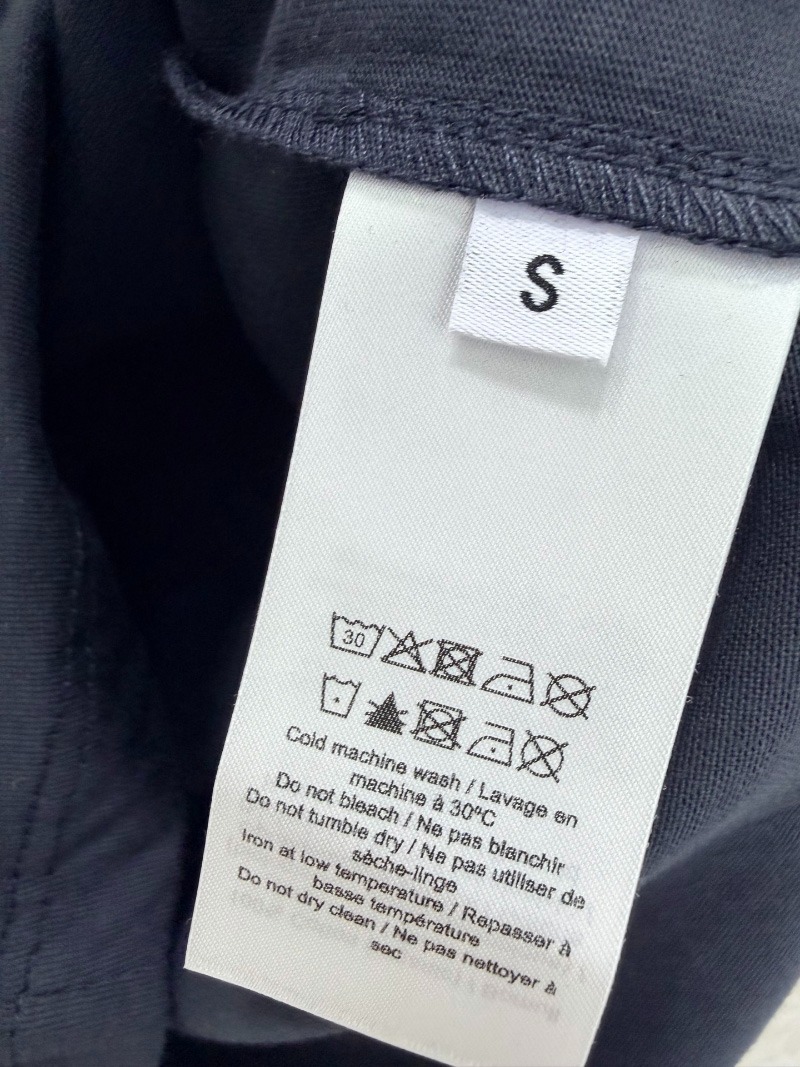 S
30
Cold machine wash / Lavage en
machine à 30°C
Do not bleach / Ne pas blanchir
Do not tumble dry / Ne pas utiliser de
sèche-linge
Iron at low temperature / Repasser à
basse température
Do not dry clean / Ne pas nettoyer à
sec